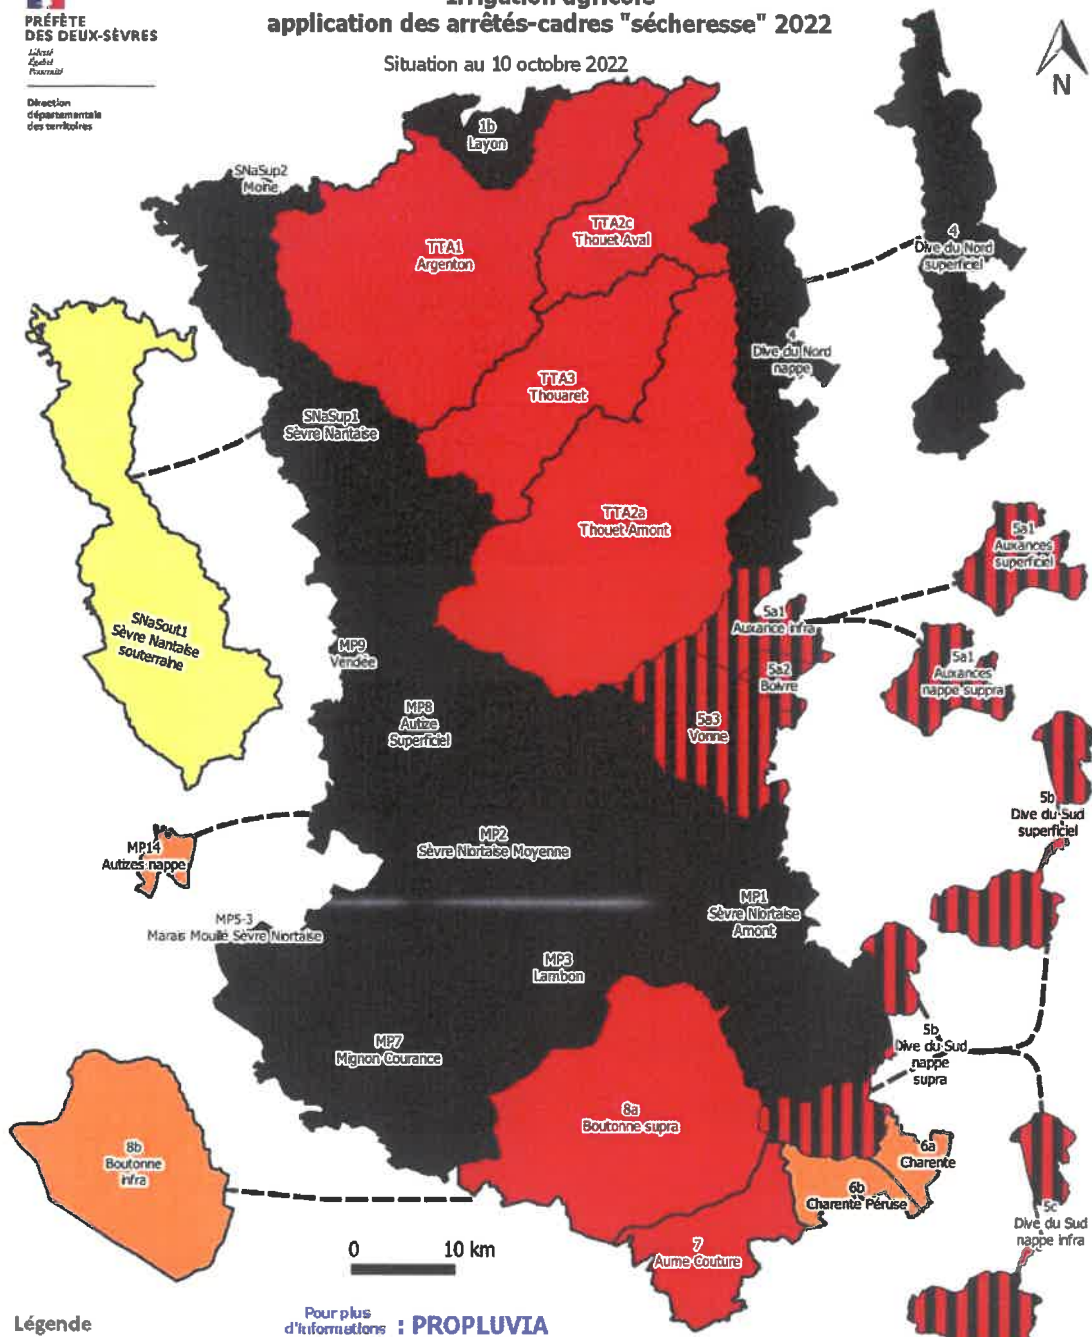 PRÉFÈTE
DES DEUX-SÈVRES
Liberté
Égalité
Fraternité
Direction
départementale
des territoires
Irrigation agricole
application des arrêtés-cadres "sécheresse" 2022
Situation au 10 octobre 2022
N
1b
Layon
SNaSup2
Moine
TTA2c
Thouet Aval
TTA1
Argenton
4
Dive du Nord
superficiel
4
Dive du Nord
nappe
TTA3
Thouaret
SNaSup1
Sèvre Nantaise
TTA2a
Thouet Amont
5a1
Auxances
superficiel
SNaSout1
Sèvre Nantaise
souterraine
5a1
Auxance infra
MP9
Vendée
5a2
Boivre
5a1
Auxances
nappe suppra
MP8
Autize
Superficiel
5a3
Vonne
5b
Dive du Sud
superficiel
MP14
Autizes nappe
MP2
Sèvre Niortaise Moyenne
MP1
Sèvre Niortaise
Amont
MP5-3
Marais Mouillé Sèvre Niortaise
MP3
Lambon
MP7
Mignon Courance
5b
Dive du Sud
nappe
supra
8a
Boutonne supra
8b
Boutonne
infra
6a
Charente
6b
Charente Péruse
5c
Dive du Sud
nappe infra
7
Aume Couture
0 10 km
Légende
Pour plus
d'informations : PROPLUVIA